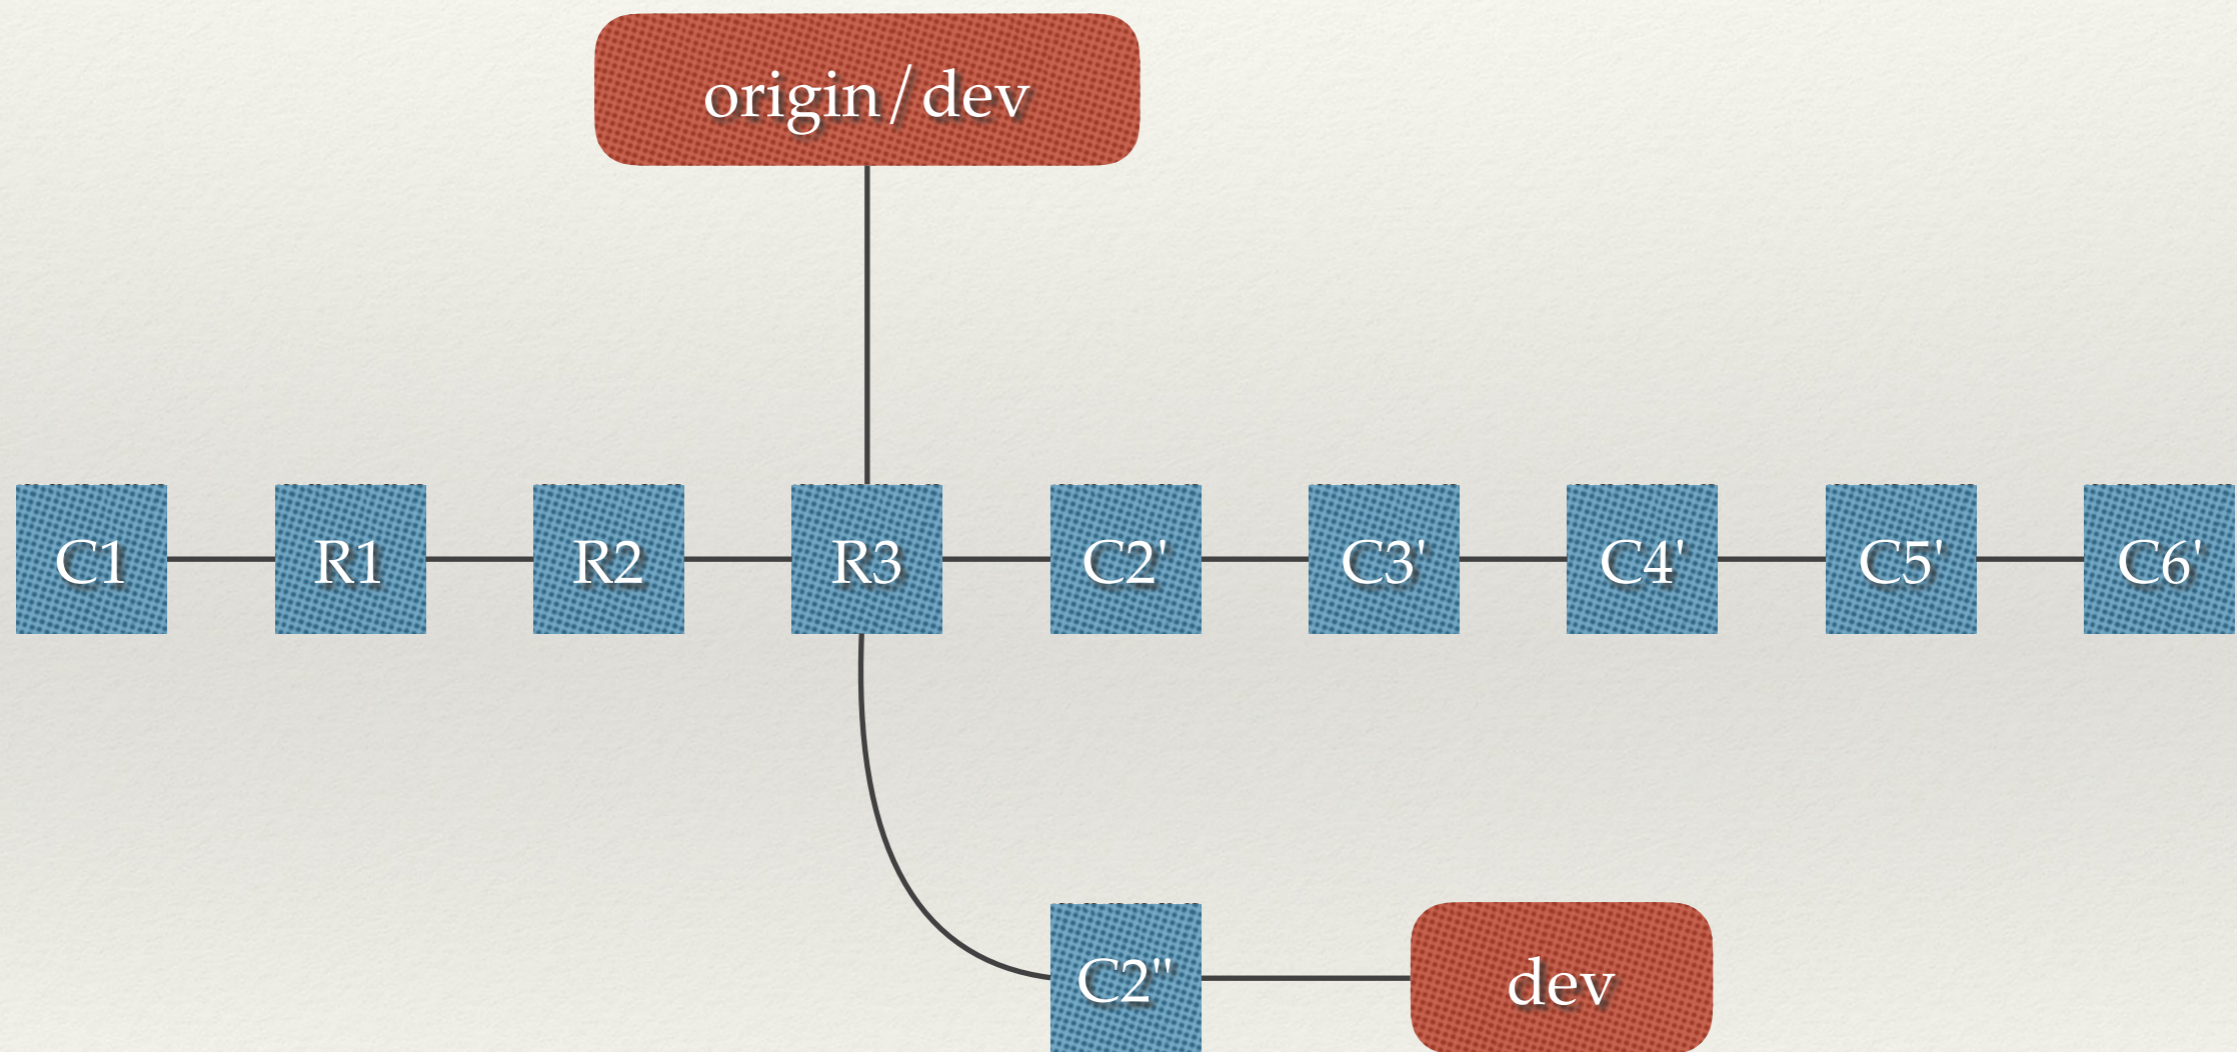 origin/dev
C1
R1
R2
R3
C2'
C3'
C4'
C5'
C6'
C2"
dev